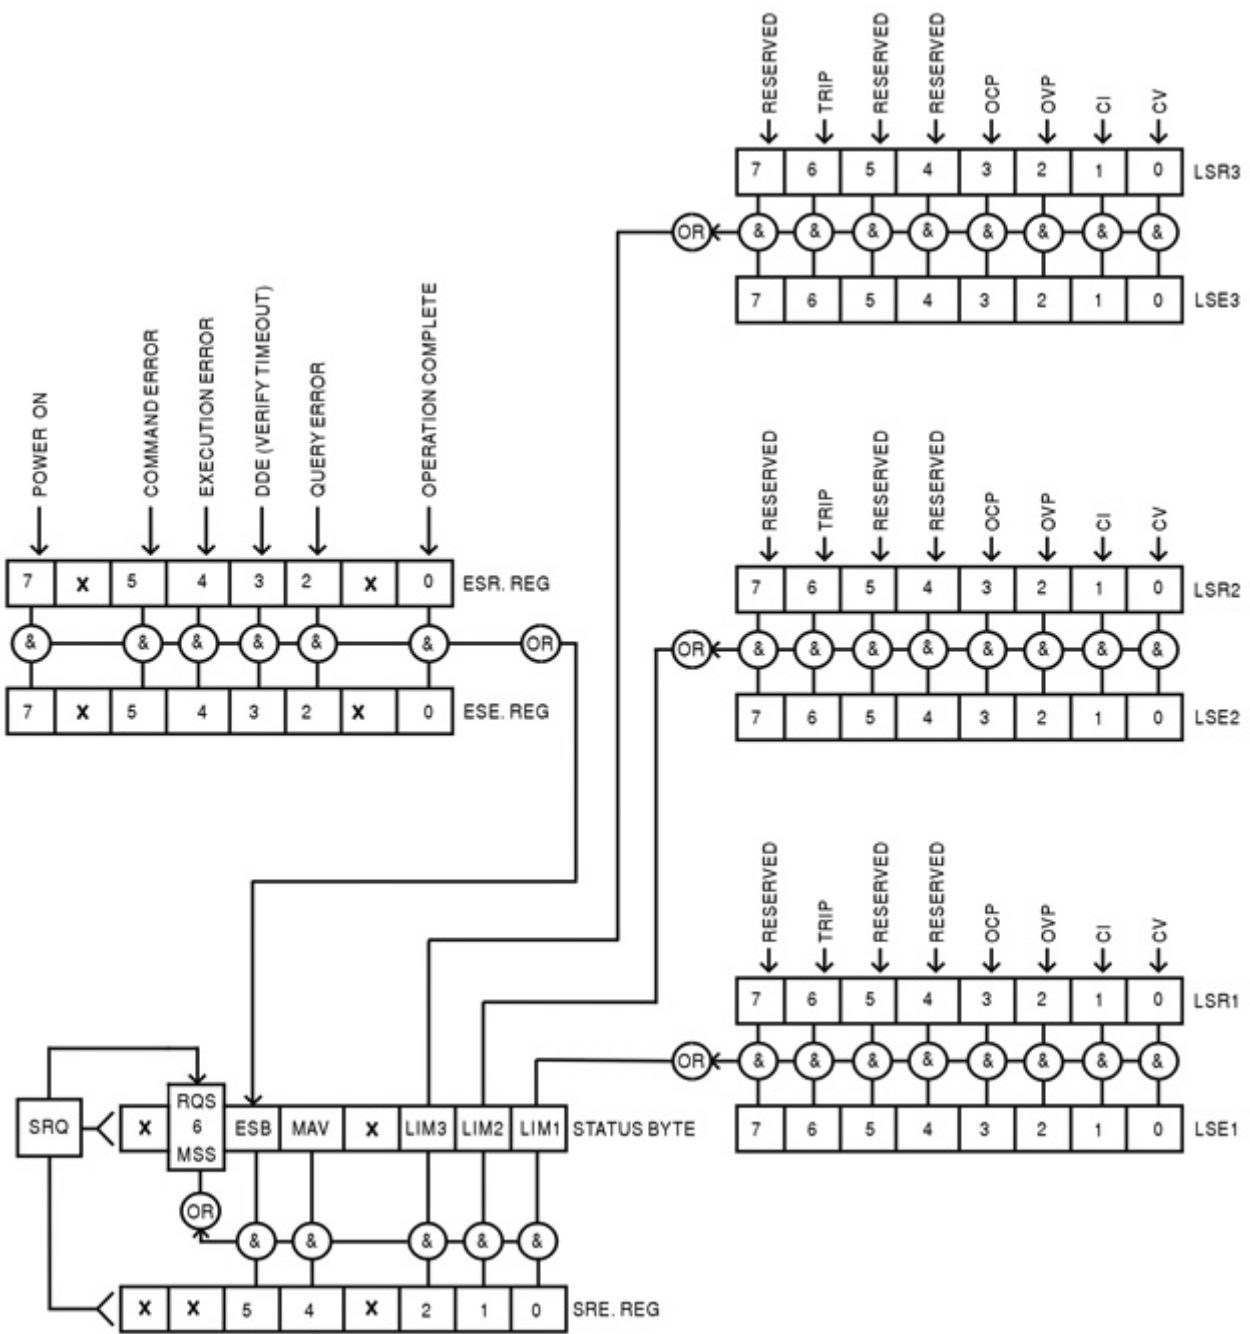 RESERVED TRIP RESERVED RESERVED OCP OVP CI CV
7 6 5 4 3 2 1 0 LSR3
OR & & & & & & & &
7 6 5 4 3 2 1 0 LSE3
POWER ON COMMAND ERROR EXECUTION ERROR DDE (VERIFY TIMEOUT) QUERY ERROR OPERATION COMPLETE
7 X 5 4 3 2 X 0 ESR. REG
& & & & & & OR
7 X 5 4 3 2 X 0 ESE. REG
RESERVED TRIP RESERVED RESERVED OCP OVP CI CV
7 6 5 4 3 2 1 0 LSR2
OR & & & & & & & &
7 6 5 4 3 2 1 0 LSE2
RESERVED TRIP RESERVED RESERVED OCP OVP CI CV
7 6 5 4 3 2 1 0 LSR1
OR & & & & & & & &
7 6 5 4 3 2 1 0 LSE1
SRQ X RQS 6 MSS ESB MAV X LIM3 LIM2 LIM1 STATUS BYTE
OR & & & & &
X X 5 4 X 2 1 0 SRE. REG